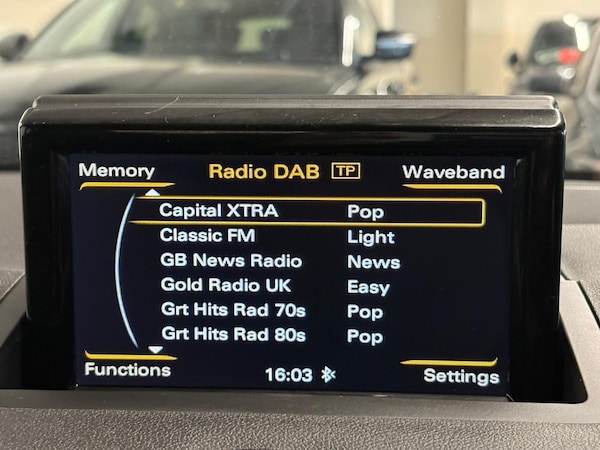 Memory Radio DAB TP Waveband
Capital XTRA Pop
Classic FM Light
GB News Radio News
Gold Radio UK Easy
Grt Hits Rad 70s Pop
Grt Hits Rad 80s Pop
Functions 16:03 Settings